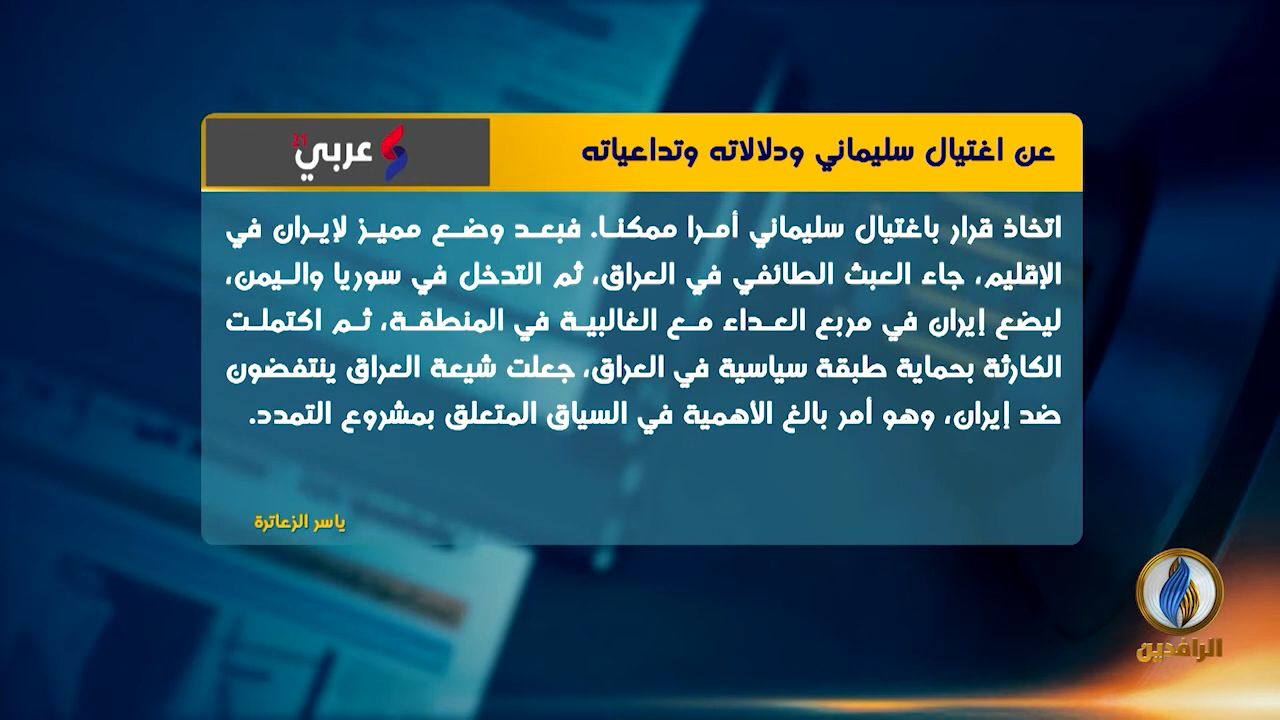 عن اغتيال سليماني ودلالاته وتداعياته
عربي21
اتخاذ قرار باغتيال سليماني أمرا ممكنا. فبعد وضع مميز لإيران في
الإقليم، جاء العبث الطائفي في العراق، ثم التدخل في سوريا واليمن،
ليضع إيران في مربع العداء مع الغالبية في المنطقة، ثم اكتملت
الكارثة بحماية طبقة سياسية في العراق، جعلت شيعة العراق ينتفضون
ضد إيران، وهو أمر بالغ الأهمية في السياق المتعلق بمشروع التمدد.
ياسر الزعاترة
الرافدين